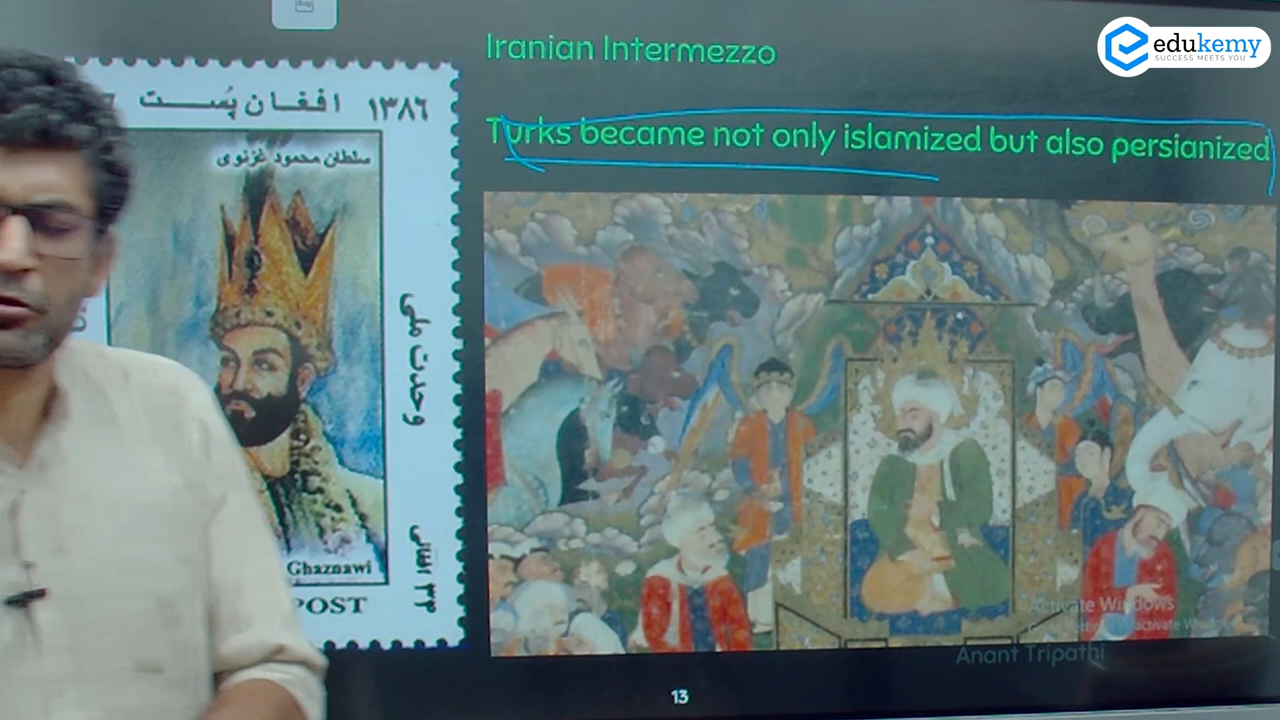 edukemy
SUCCESS MEETS YOU
Iranian Intermezzo
افغان پُست ۱۳۸۶
Turks became not only islamized but also persianized
سلطان محمود غزنوی
وحدت ملی
Ghaznawi
POST
Activate Windows
Anant Tripathi
13